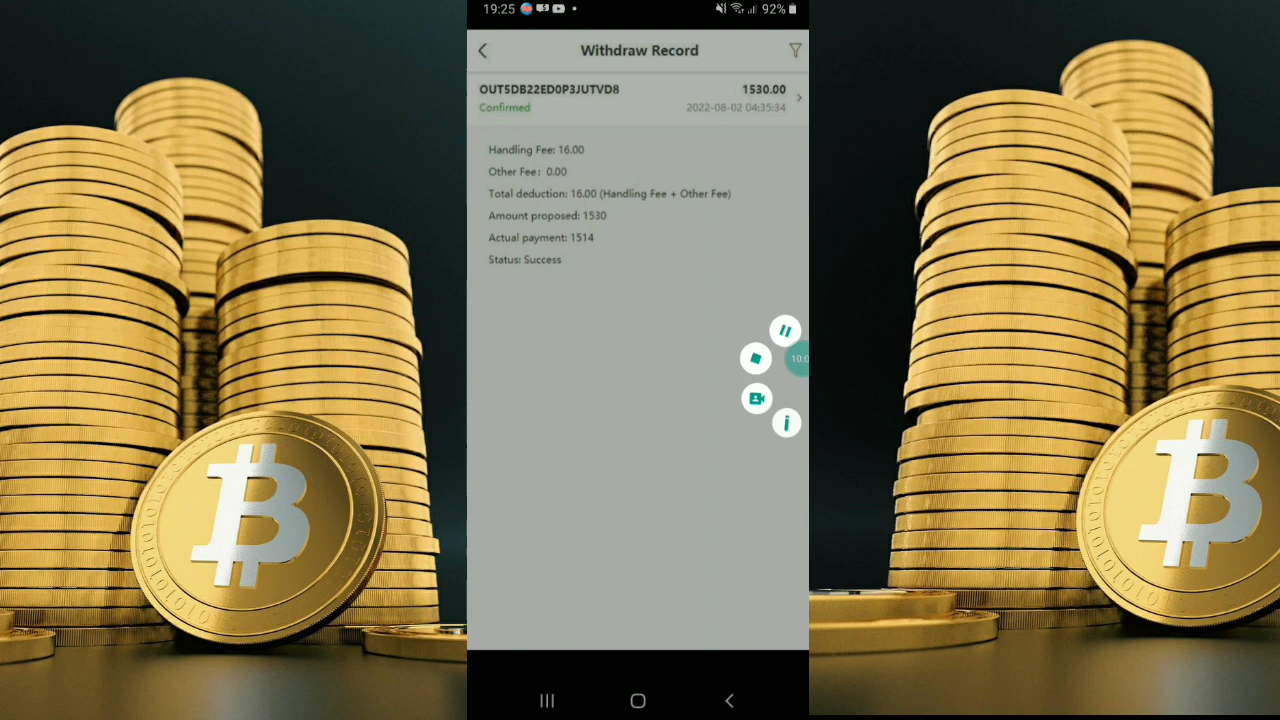 19:25
92%
Withdraw Record
OUT5DB22ED0P3JUTVD8 1530.00
Confirmed 2022-08-02 04:35:34
Handling Fee: 16.00
Other Fee: 0.00
Total deduction: 16.00 (Handling Fee + Other Fee)
Amount proposed: 1530
Actual payment: 1514
Status: Success